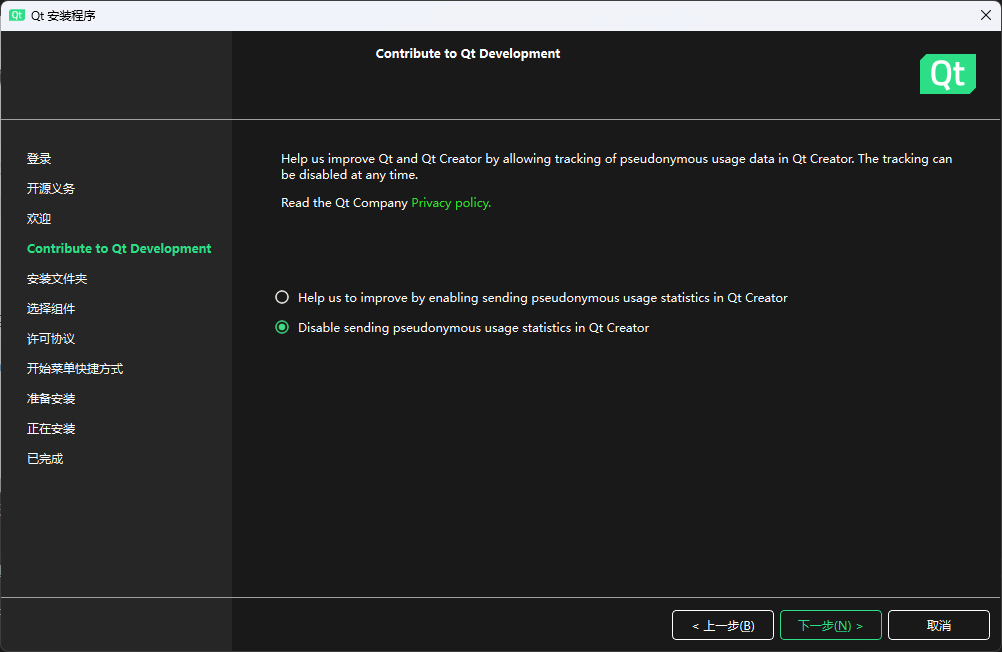 Qt 安装程序
Contribute to Qt Development
Qt
登录
开源义务
欢迎
Contribute to Qt Development
安装文件夹
选择组件
许可协议
开始菜单快捷方式
准备安装
正在安装
已完成
Help us improve Qt and Qt Creator by allowing tracking of pseudonymous usage data in Qt Creator. The tracking can
be disabled at any time.
Read the Qt Company Privacy policy.
Help us to improve by enabling sending pseudonymous usage statistics in Qt Creator
Disable sending pseudonymous usage statistics in Qt Creator
< 上一步(B)
下一步(N) >
取消